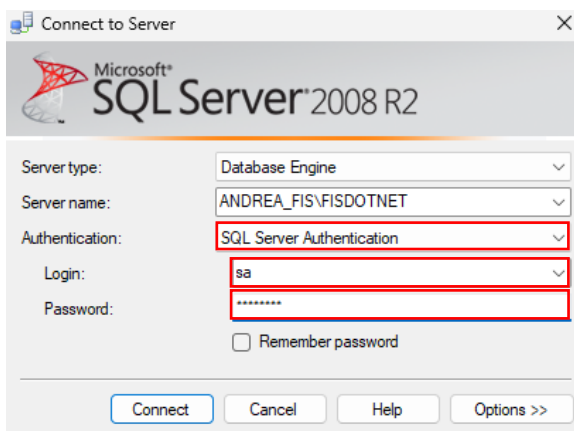 Connect to Server
Microsoft®
SQL Server® 2008 R2
Server type: Database Engine
Server name: ANDREA_FIS\FISDOTNET
Authentication: SQL Server Authentication
Login: sa
Password: ********
Remember password
Connect Cancel Help Options >>